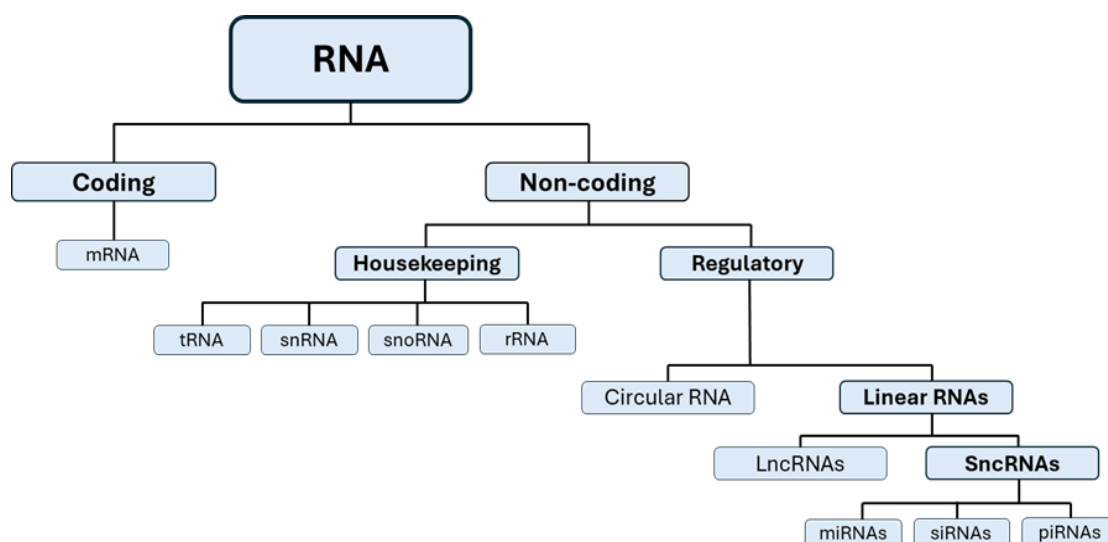 RNA
Coding
Non-coding
mRNA
Housekeeping
Regulatory
tRNA
snRNA
snoRNA
rRNA
Circular RNA
Linear RNAs
LncRNAs
SncRNAs
miRNAs
siRNAs
piRNAs